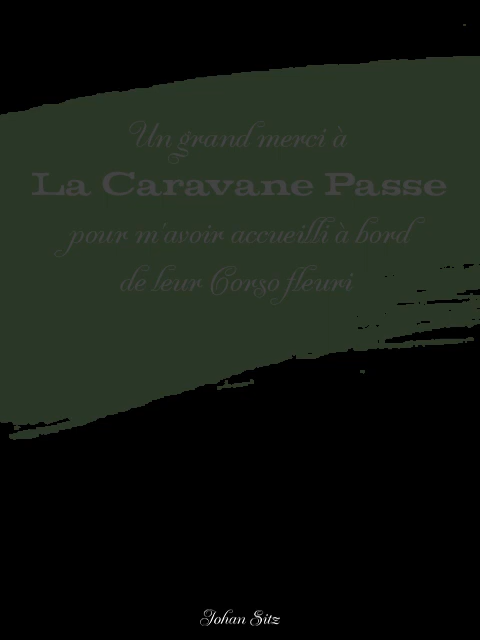 Un grand merci à
La Caravane Passe
pour m'avoir accueilli à bord
de leur Corso fleuri
Johan Sitz